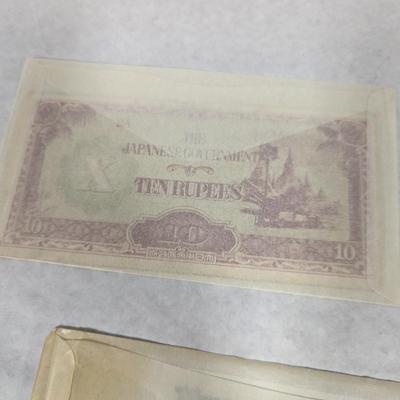 THE
JAPANESE GOVERNMENT
TEN RUPEES
10 10 10